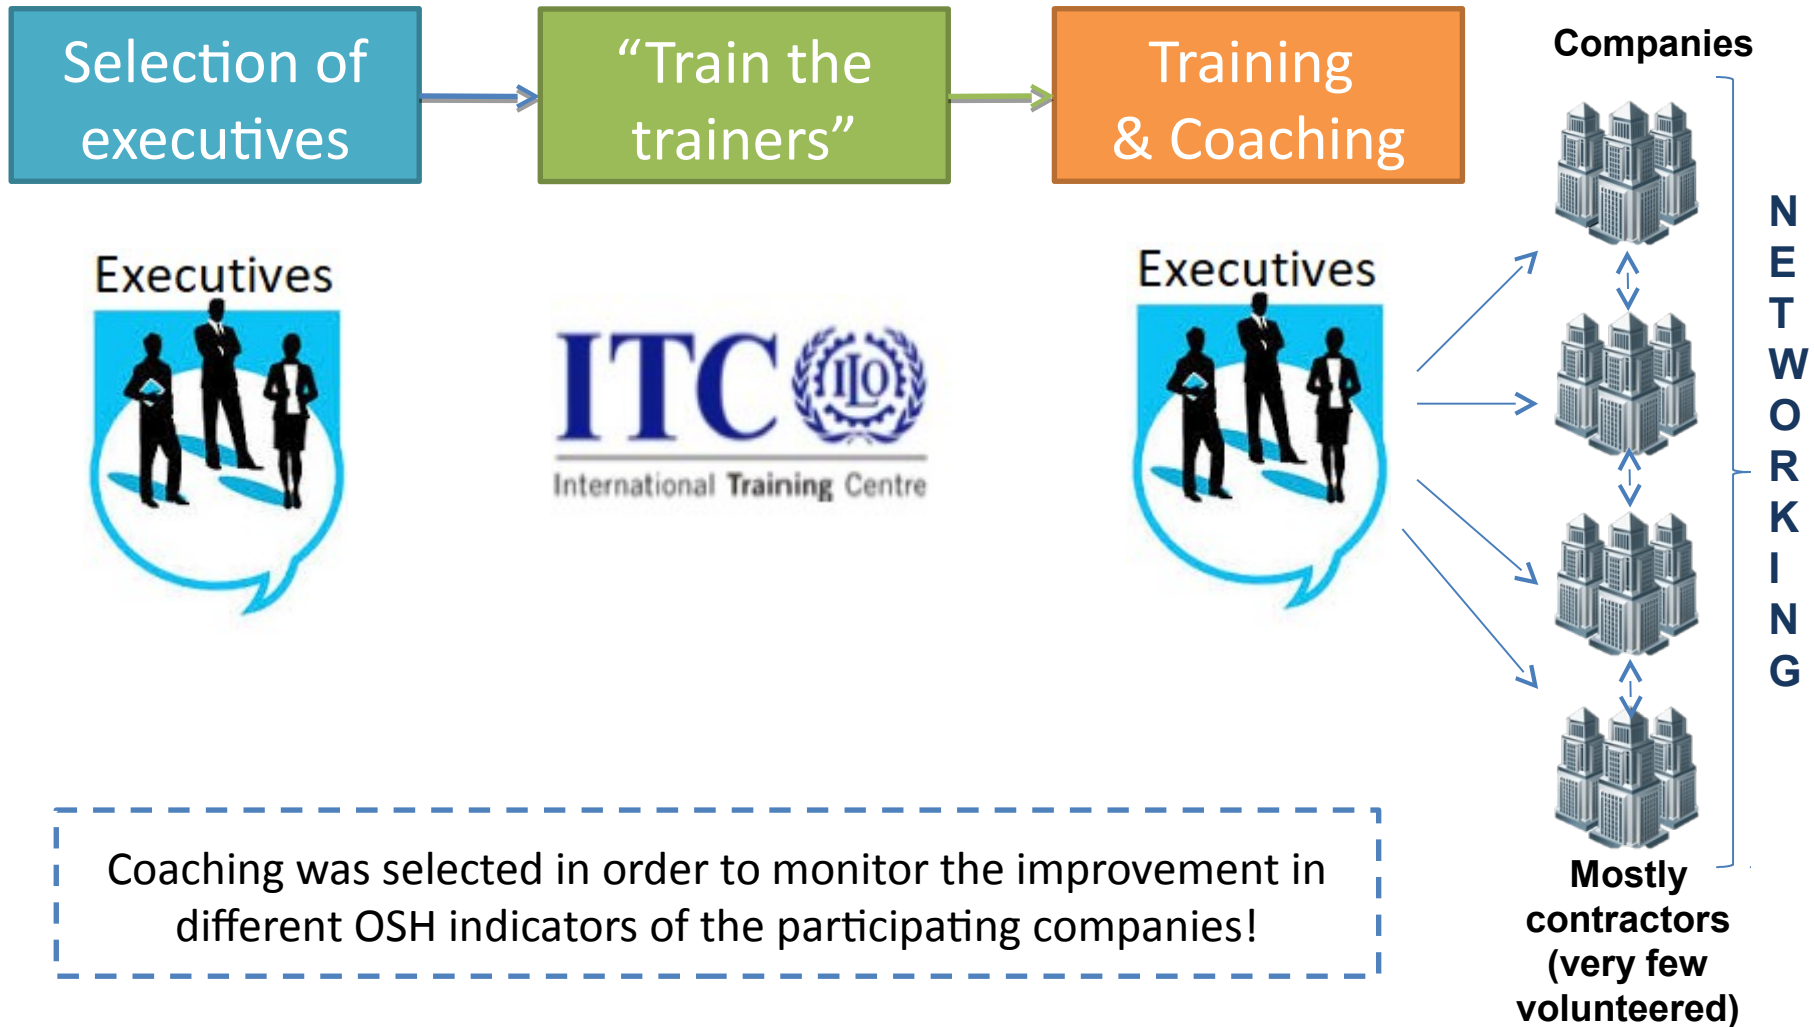 Selection of
executives
“Train the
trainers”
Training
& Coaching
Companies
Executives
ITC ILO
International Training Centre
Executives
N
E
T
W
O
R
K
I
N
G
Coaching was selected in order to monitor the improvement in
different OSH indicators of the participating companies!
Mostly
contractors
(very few
volunteered)